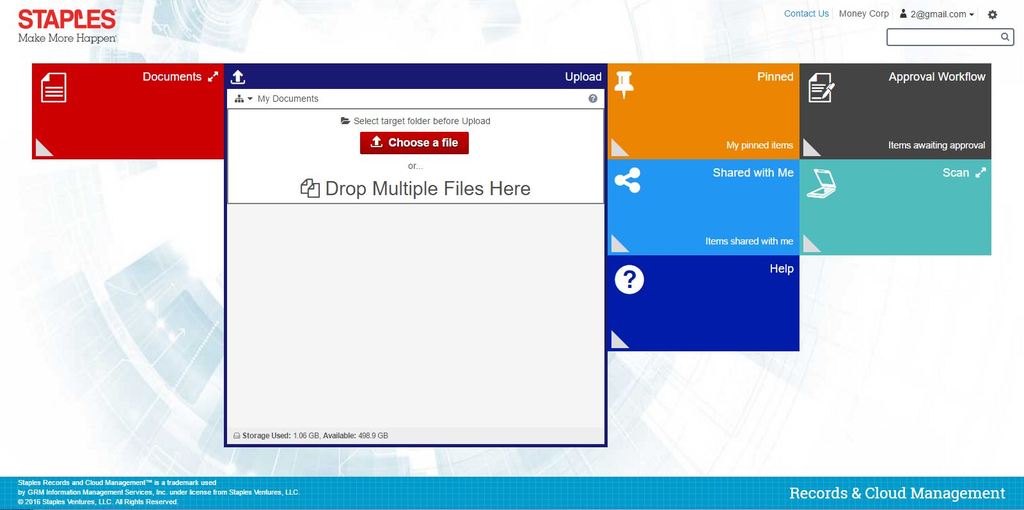 STAPLES
Make More Happen
Contact Us
Money Corp
2@gmail.com
Documents
Upload
My Documents
Select target folder before Upload
Choose a file
or...
Drop Multiple Files Here
Storage Used: 1.06 GB, Available: 498.9 GB
Pinned
My pinned items
Approval Workflow
Items awaiting approval
Shared with Me
Items shared with me
Scan
Help
Staples Records and Cloud Management™ is a trademark used
by GRM Information Management Services, Inc. under license from Staples Ventures, LLC.
© 2016 Staples Ventures, LLC. All Rights Reserved.
Records & Cloud Management